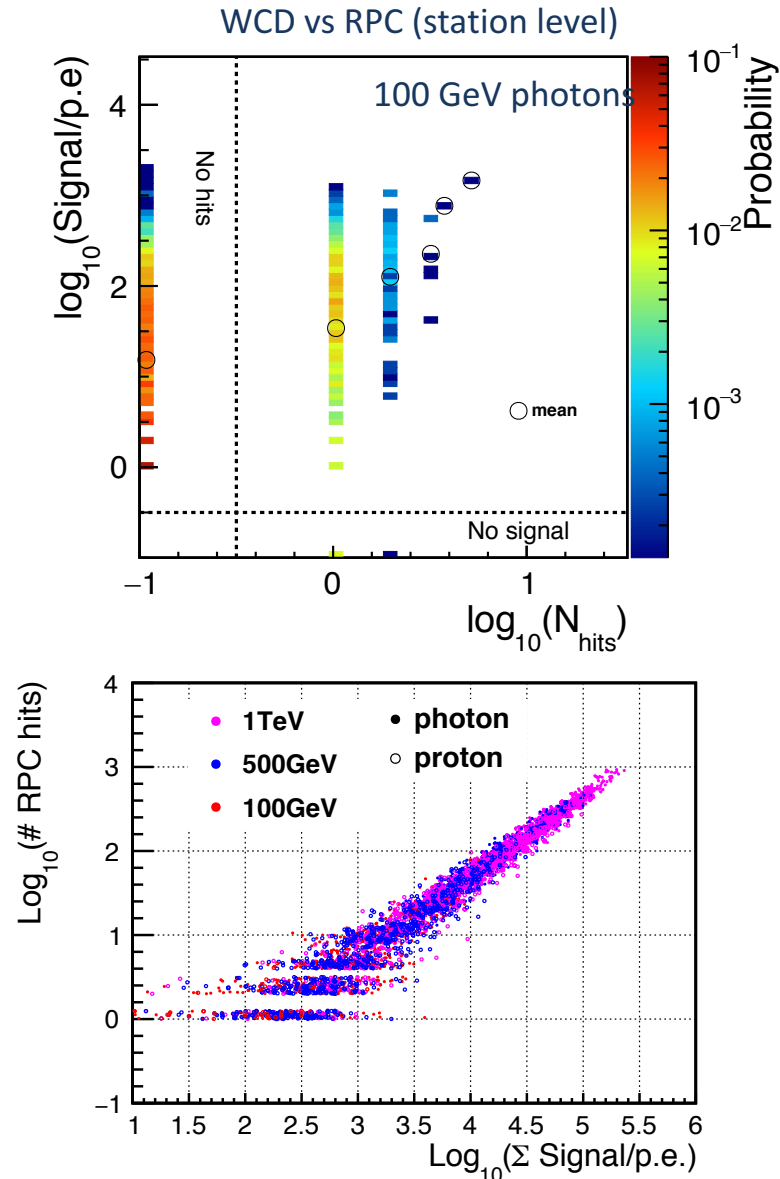 WCD vs RPC (station level)
100 GeV photons
log10(Signal/p.e)
4
2
0
No hits
mean
No signal
−1
0
1
log10(Nhits)
10−1
10−2
10−3
Probability
Log10(# RPC hits)
4
3
2
1
0
−1
1TeV
500GeV
100GeV
photon
proton
1 1.5 2 2.5 3 3.5 4 4.5 5 5.5 6
Log10(Σ Signal/p.e.)